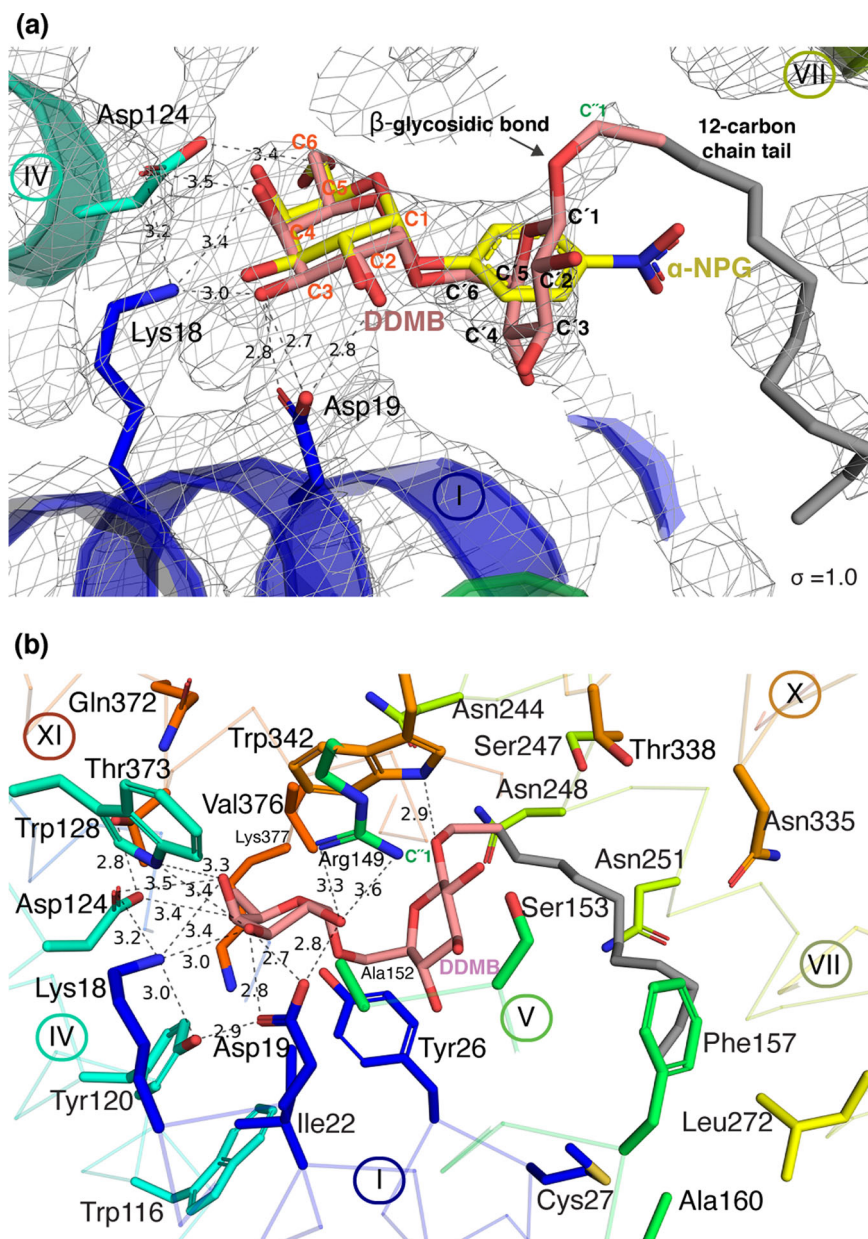 (a)
VII
Asp124
C˝1
β-glycosidic bond
12-carbon
chain tail
IV
3.4
C6
3.5
C5
C1
C´1
C4
3.2
3.4
C2
C´5
C´2
α-NPG
3.0
C3
C´6
Lys18
DDMB
C´4
C´3
2.8
2.7
2.8
Asp19
I
σ =1.0
(b)
Gln372
Asn244
X
XI
Trp342
Ser247
Thr338
Thr373
Val376
Asn248
Trp128
Lys377
2.9
Asn335
Arg149
C˝1
2.8
3.3
Asn251
3.5
3.4
3.3
3.6
Asp124
Ser153
3.4
3.2
3.4
2.8
Lys18
3.0
2.7
Ala152
DDMB
VII
3.0
2.8
V
IV
2.9
Asp19
Tyr26
Phe157
Tyr120
Ile22
Leu272
I
Trp116
Cys27
Ala160